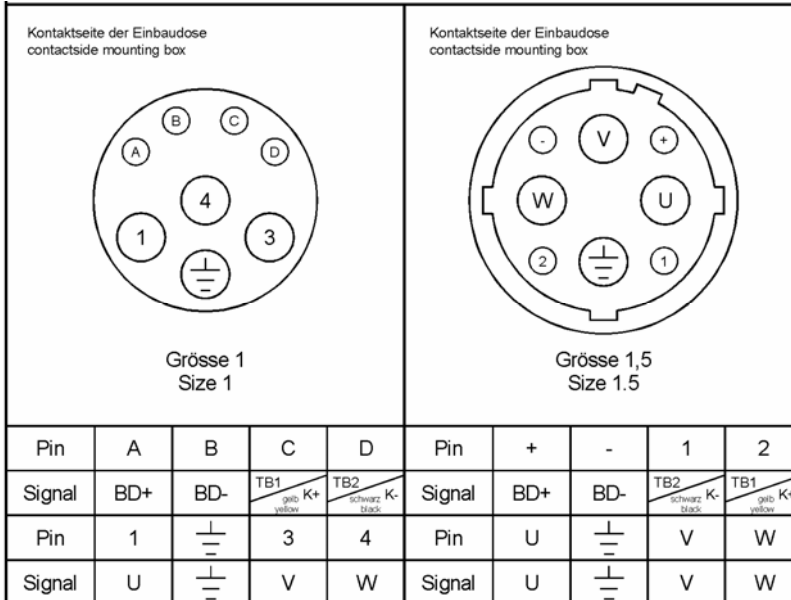 Kontaktseite der Einbaudose
contactside mounting box
B C
A D
4
1 3
Grösse 1
Size 1
Kontaktseite der Einbaudose
contactside mounting box
- V +
W U
2 1
Grösse 1,5
Size 1.5
Pin A B C D Pin + - 1 2
Signal BD+ BD- TB1 gelb yellow K+ TB2 schwarz black K- Signal BD+ BD- TB2 schwarz black K- TB1 gelb yellow K+
Pin 1 3 4 Pin U V W
Signal U V W Signal U V W